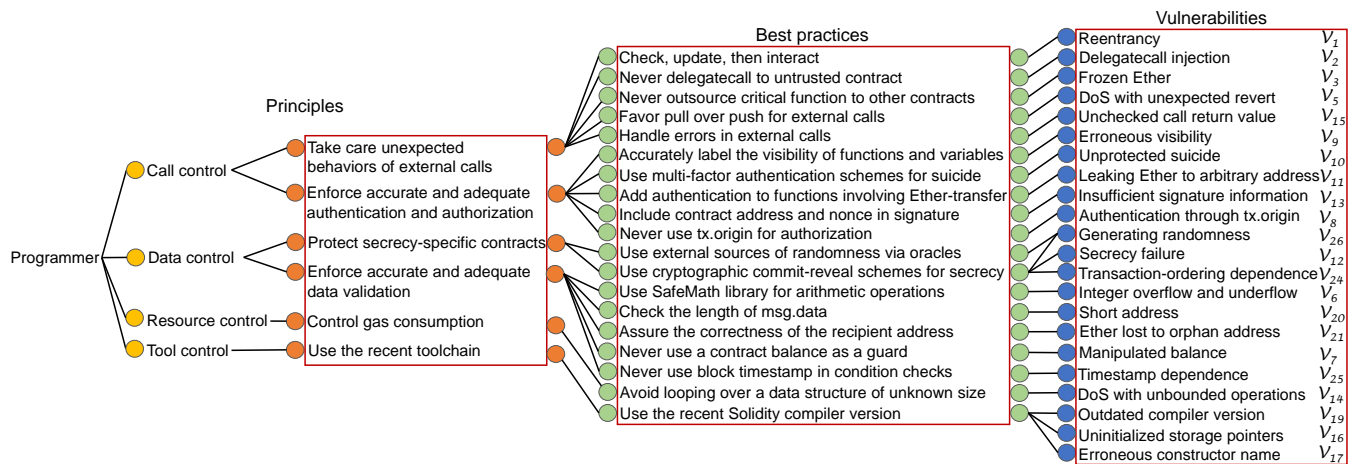 Vulnerabilities
Best practices
Principles
Programmer
Call control
Data control
Resource control
Tool control
Take care unexpected
behaviors of external calls
Enforce accurate and adequate
authentication and authorization
Protect secrecy-specific contracts
Enforce accurate and adequate
data validation
Control gas consumption
Use the recent toolchain
Check, update, then interact
Never delegatecall to untrusted contract
Never outsource critical function to other contracts
Favor pull over push for external calls
Handle errors in external calls
Accurately label the visibility of functions and variables
Use multi-factor authentication schemes for suicide
Add authentication to functions involving Ether-transfer
Include contract address and nonce in signature
Never use tx.origin for authorization
Use external sources of randomness via oracles
Use cryptographic commit-reveal schemes for secrecy
Use SafeMath library for arithmetic operations
Check the length of msg.data
Assure the correctness of the recipient address
Never use a contract balance as a guard
Never use block timestamp in condition checks
Avoid looping over a data structure of unknown size
Use the recent Solidity compiler version
Reentrancy V1
Delegatecall injection V2
Frozen Ether V3
DoS with unexpected revert V5
Unchecked call return value V15
Erroneous visibility V9
Unprotected suicide V10
Leaking Ether to arbitrary address V11
Insufficient signature information V13
Authentication through tx.origin V8
Generating randomness V26
Secrecy failure V12
Transaction-ordering dependence V24
Integer overflow and underflow V6
Short address V20
Ether lost to orphan address V21
Manipulated balance V7
Timestamp dependence V25
DoS with unbounded operations V14
Outdated compiler version V19
Uninitialized storage pointers V16
Erroneous constructor name V17